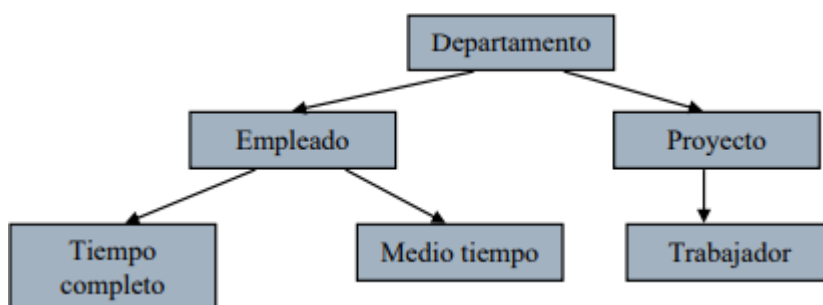 Departamento
Empleado
Proyecto
Tiempo
completo
Medio tiempo
Trabajador